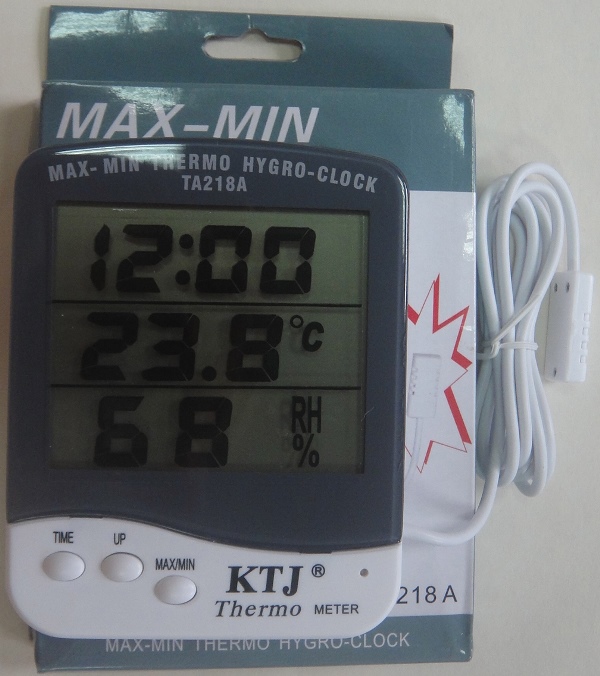 MAX-MIN
MAX-MIN THERMO HYGRO-CLOCK
TA218A
12:00
23.8 °C
68 RH
%
TIME UP MAX/MIN
KTJ ®
Thermo METER
218 A
MAX-MIN THERMO HYGRO-CLOCK